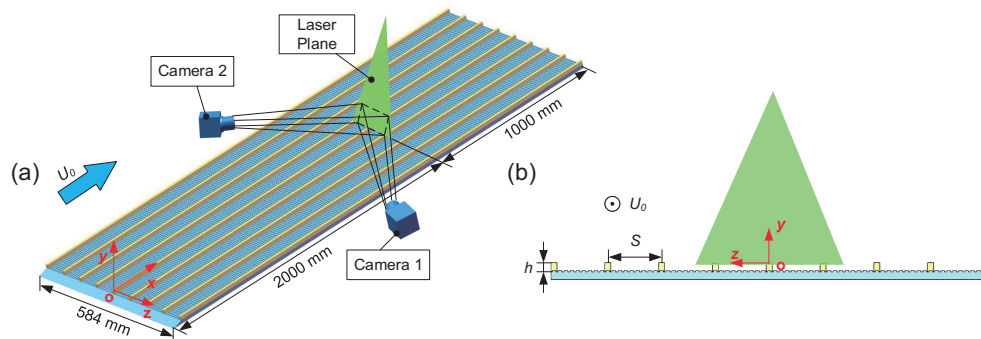 Laser
Plane
Camera 2
(a)
U0
y
x
o
z
584 mm
2000 mm
1000 mm
Camera 1
(b)
U0
S
h
y
z
o